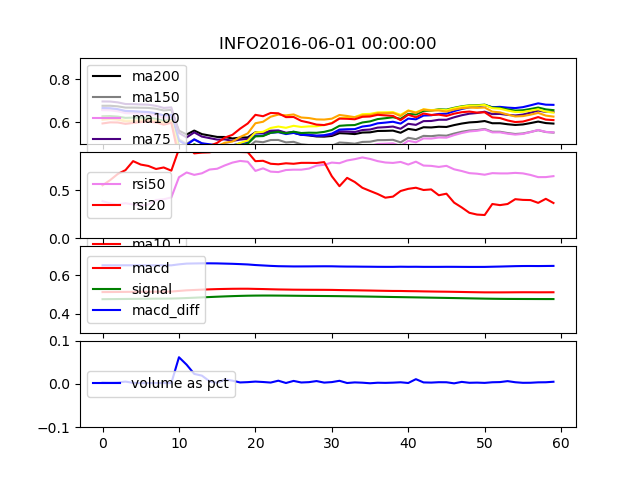 INFO2016-06-01 00:00:00
0.8
0.6
ma200
ma150
ma100
ma75
0.5
0.0
rsi50
rsi20
ma10
0.6
0.4
macd
signal
macd_diff
0.1
0.0
−0.1
volume as pct
0 10 20 30 40 50 60